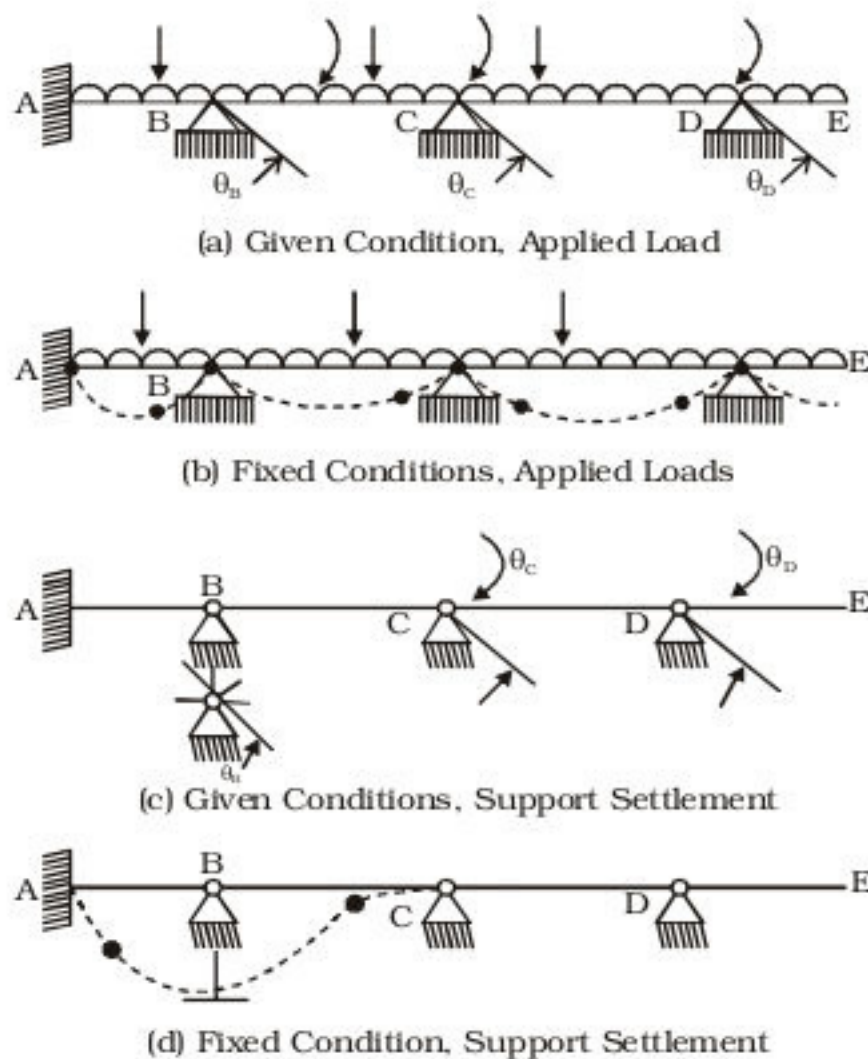 A B C D E
θB θC θD
(a) Given Condition, Applied Load
A B E
(b) Fixed Conditions, Applied Loads
θC θD
A B C D E
θB
(c) Given Conditions, Support Settlement
A B C D E
(d) Fixed Condition, Support Settlement